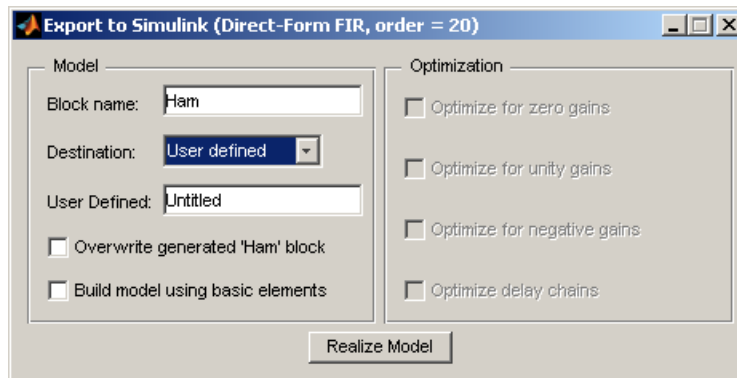 Export to Simulink (Direct-Form FIR, order = 20)
Model
Block name: Ham
Destination: User defined
User Defined: Untitled
Overwrite generated 'Ham' block
Build model using basic elements
Optimization
Optimize for zero gains
Optimize for unity gains
Optimize for negative gains
Optimize delay chains
Realize Model